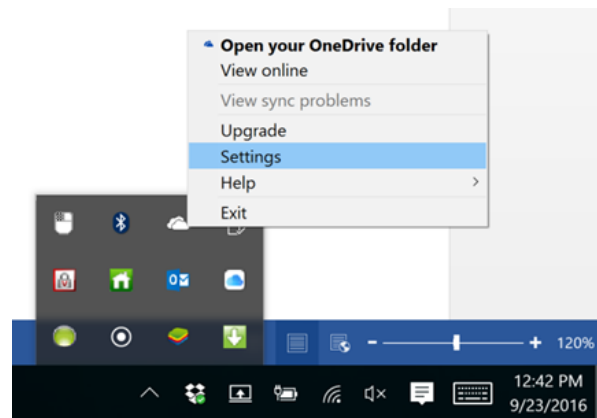 Open your OneDrive folder
View online
View sync problems
Upgrade
Settings
Help
Exit
120%
12:42 PM
9/23/2016